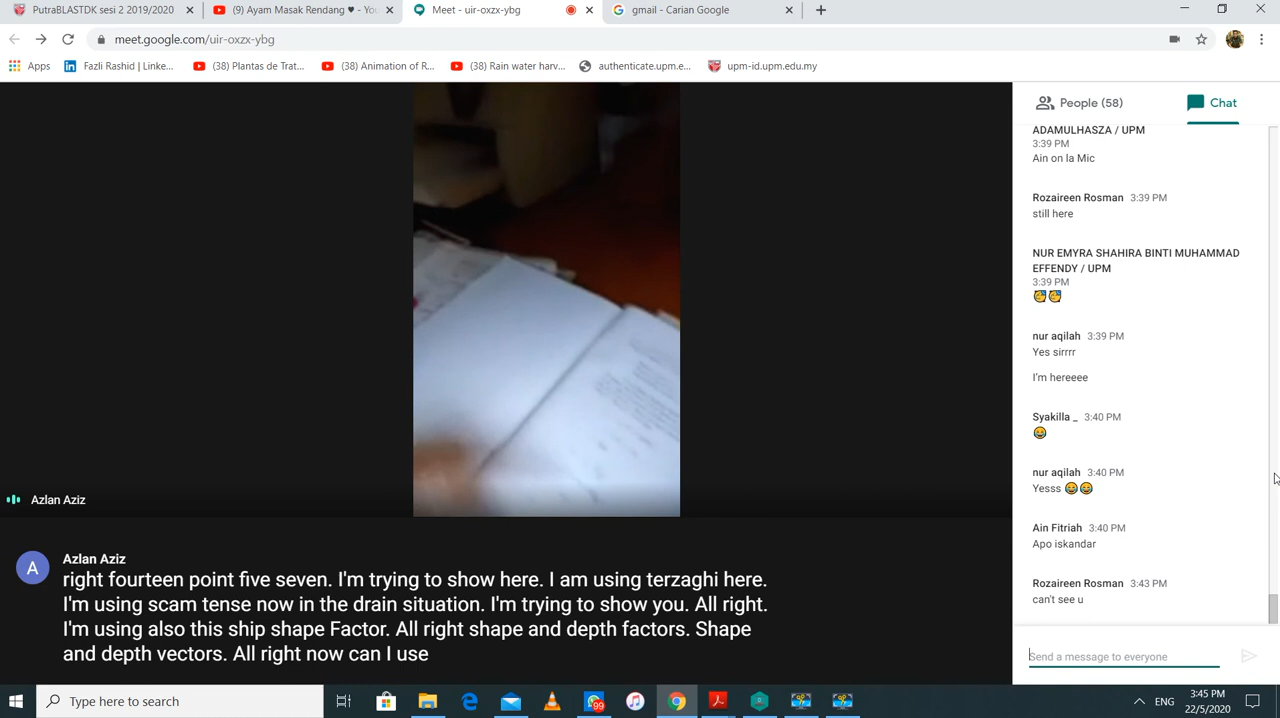 PutraBLASTDK sesi 2 2019/2020
(9) Ayam Masak Rendang ♥ - You
Meet - uir-oxzx-ybg
gmail - Carian Google
meet.google.com/uir-oxzx-ybg
Apps
Fazli Rashid | Linke...
(38) Plantas de Trat...
(38) Animation of R...
(38) Rain water harv...
authenticate.upm.e...
upm-id.upm.edu.my
People (58)
Chat
ADAMULHASZA / UPM
3:39 PM
Ain on la Mic
Rozaireen Rosman 3:39 PM
still here
NUR EMYRA SHAHIRA BINTI MUHAMMAD
EFFENDY / UPM
3:39 PM
nur aqilah 3:39 PM
Yes sirrrr
I'm hereeee
Syakilla _ 3:40 PM
😂
nur aqilah 3:40 PM
Yesss 😂😂
Ain Fitriah 3:40 PM
Apo iskandar
Rozaireen Rosman 3:43 PM
can't see u
Send a message to everyone
Azlan Aziz
A
Azlan Aziz
right fourteen point five seven. I'm trying to show here. I am using terzaghi here.
I'm using scam tense now in the drein situation. I'm trying to show you. All right.
I'm using also this ship shape Factor. All right shape and depth factors. Shape
and depth vectors. All right now can I use
Type here to search
99
ENG
3:45 PM
22/5/2020